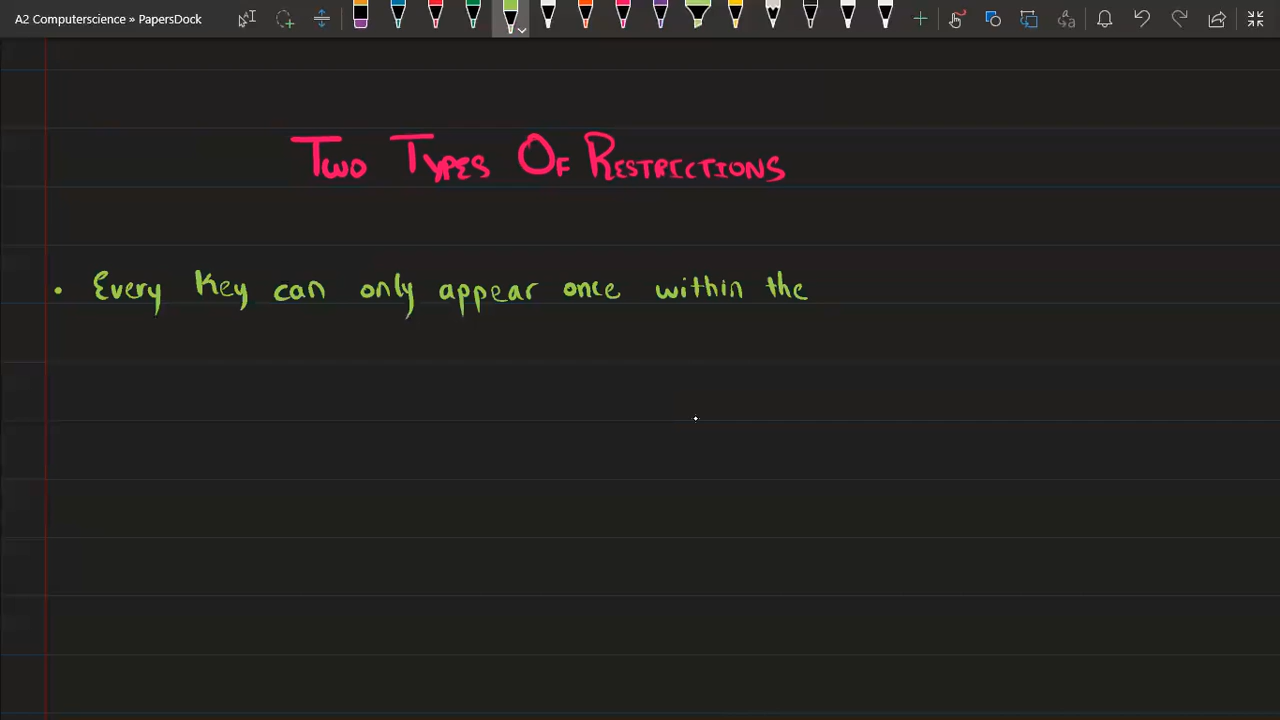 A2 Computerscience » PapersDock
Two Types Of Restrictions
• Every Key can only appear once within the